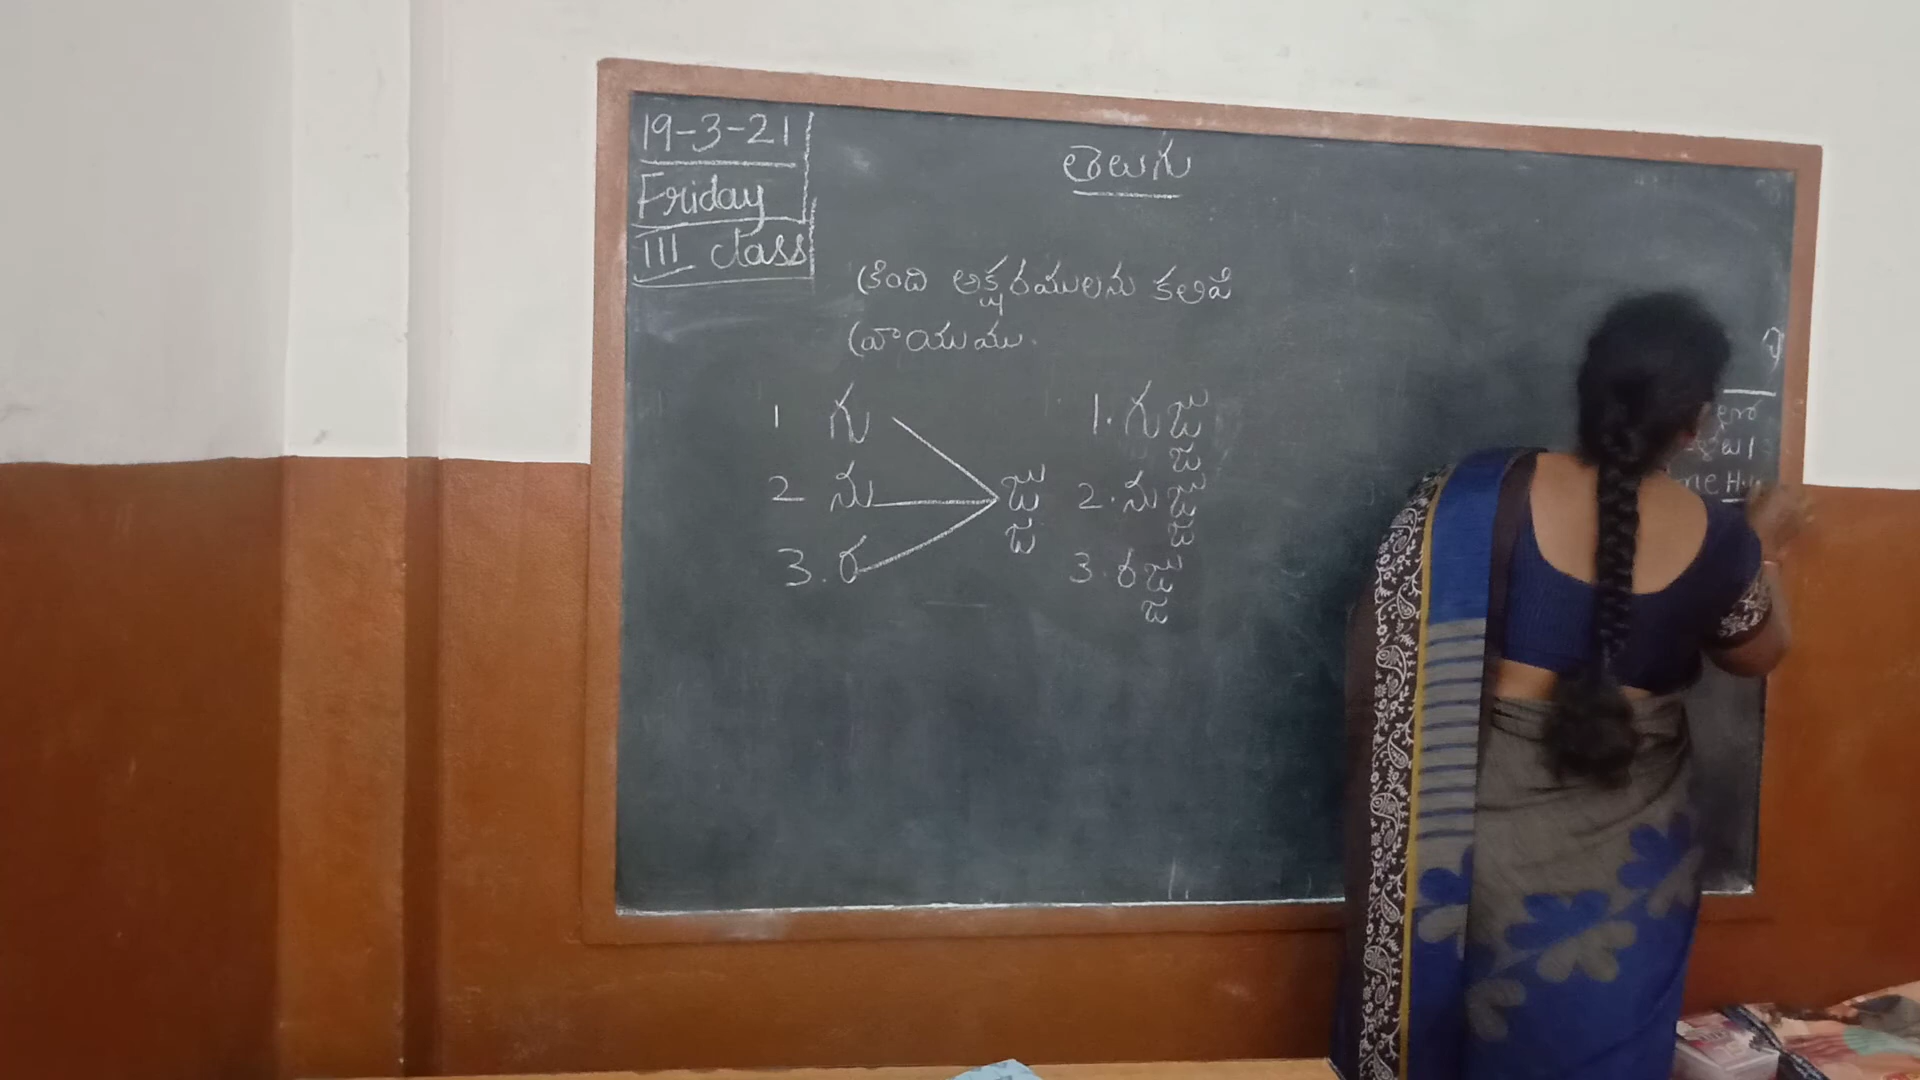 19-3-21
Friday
III class
తెలుగు
క్రింది అక్షరములను కలిపి
వ్రాయుము.
1 గు
2 ను
3. ర
జ్జు
1. గుజ్జు
2. నుజ్జు
3. రజ్జు